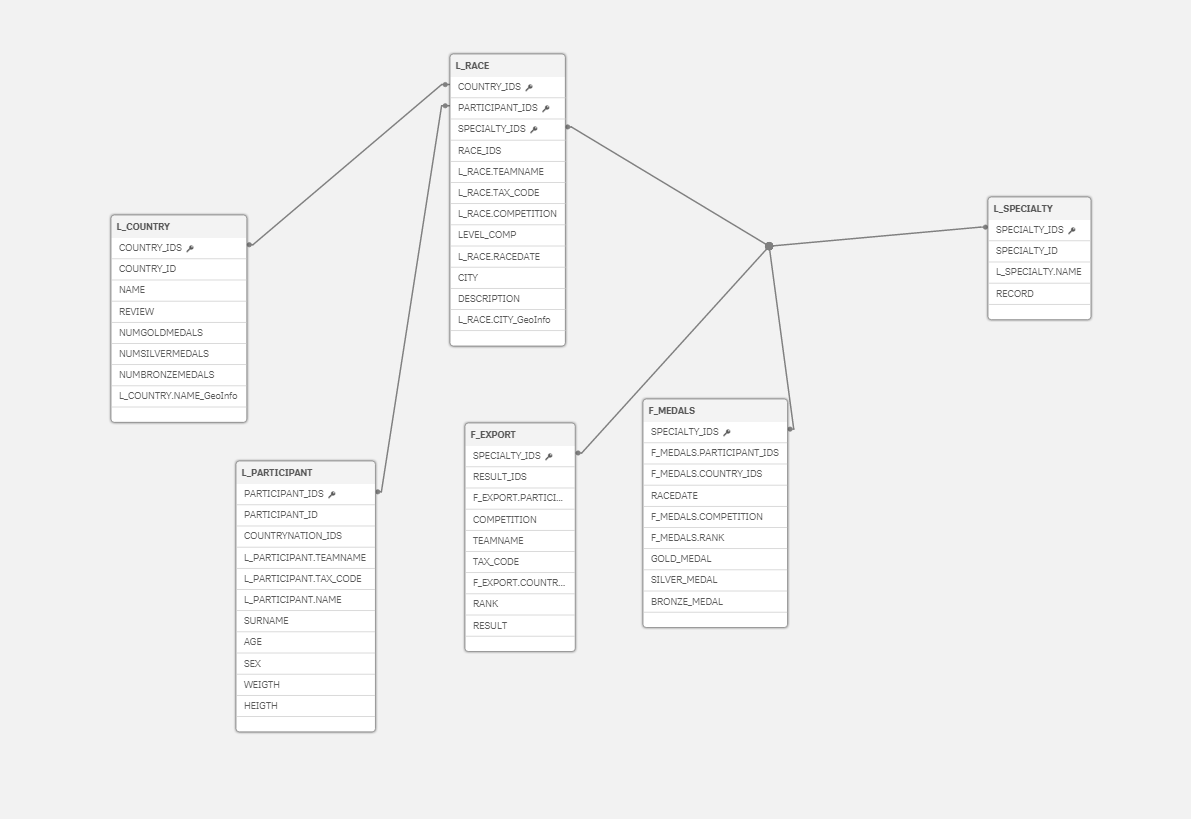 L_RACE
COUNTRY_IDS
PARTICIPANT_IDS
SPECIALTY_IDS
RACE_IDS
L_RACE.TEAMNAME
L_RACE.TAX_CODE
L_RACE.COMPETITION
LEVEL_COMP
L_RACE.RACEDATE
CITY
DESCRIPTION
L_RACE.CITY_GeoInfo
L_COUNTRY
COUNTRY_IDS
COUNTRY_ID
NAME
REVIEW
NUMGOLDMEDALS
NUMSILVERMEDALS
NUMBRONZEMEDALS
L_COUNTRY.NAME_GeoInfo
L_SPECIALTY
SPECIALTY_IDS
SPECIALTY_ID
L_SPECIALTY.NAME
RECORD
L_PARTICIPANT
PARTICIPANT_IDS
PARTICIPANT_ID
COUNTRYNATION_IDS
L_PARTICIPANT.TEAMNAME
L_PARTICIPANT.TAX_CODE
L_PARTICIPANT.NAME
SURNAME
AGE
SEX
WEIGTH
HEIGTH
F_EXPORT
SPECIALTY_IDS
RESULT_IDS
F_EXPORT.PARTICI...
COMPETITION
TEAMNAME
TAX_CODE
F_EXPORT.COUNTR...
RANK
RESULT
F_MEDALS
SPECIALTY_IDS
F_MEDALS.PARTICIPANT_IDS
F_MEDALS.COUNTRY_IDS
RACEDATE
F_MEDALS.COMPETITION
F_MEDALS.RANK
GOLD_MEDAL
SILVER_MEDAL
BRONZE_MEDAL